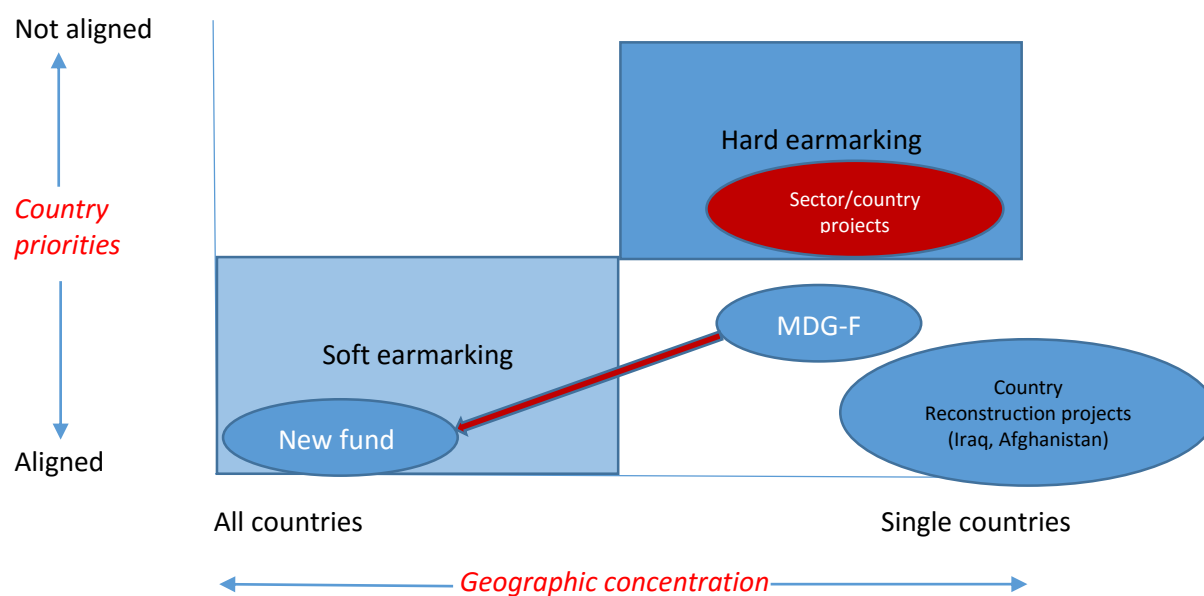 Not aligned
Hard earmarking
Sector/country
projects
Country
priorities
MDG-F
Soft earmarking
Country
Reconstruction projects
(Iraq, Afghanistan)
New fund
Aligned
All countries
Single countries
Geographic concentration